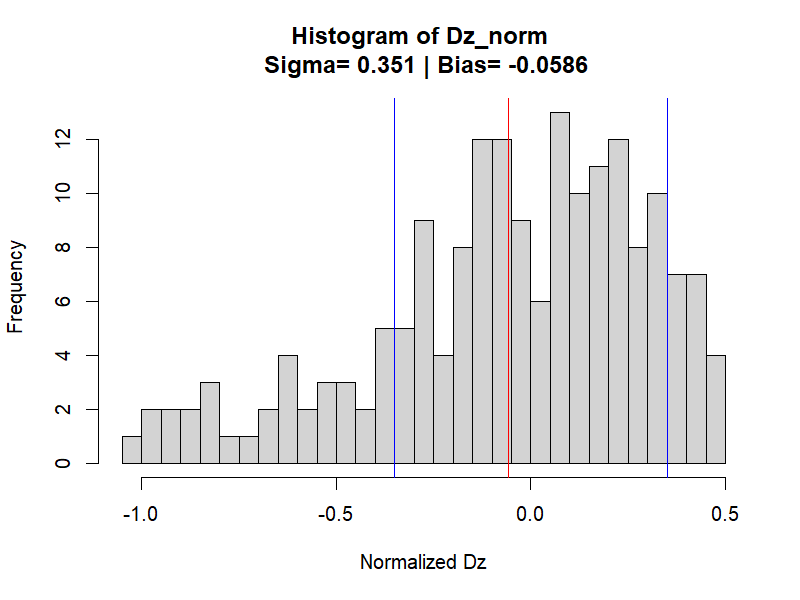 Histogram of Dz_norm
Sigma= 0.351 | Bias= -0.0586
12
10
8
6
4
2
0
Frequency
-1.0 -0.5 0.0 0.5
Normalized Dz